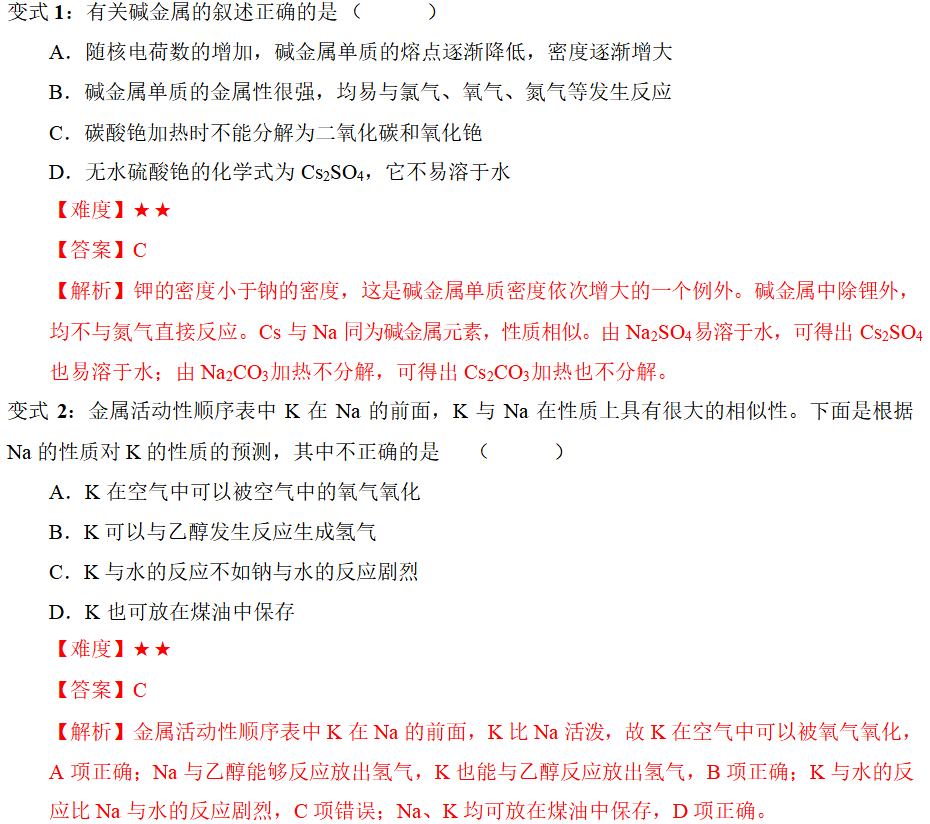 变式 1：有关碱金属的叙述正确的是（　　　）
A．随核电荷数的增加，碱金属单质的熔点逐渐降低，密度逐渐增大
B．碱金属单质的金属性很强，均易与氯气、氧气、氮气等发生反应
C．碳酸铯加热时不能分解为二氧化碳和氧化铯
D．无水硫酸铯的化学式为 Cs₂SO₄，它不易溶于水
【难度】★★
【答案】C
【解析】钾的密度小于钠的密度，这是碱金属单质密度依次增大的一个例外。碱金属中除锂外，
均不与氮气直接反应。Cs 与 Na 同为碱金属元素，性质相似。由 Na₂SO₄易溶于水，可得出 Cs₂SO₄
也易溶于水；由 Na₂CO₃加热不分解，可得出 Cs₂CO₃加热也不分解。
变式 2：金属活动性顺序表中 K 在 Na 的前面，K 与 Na 在性质上具有很大的相似性。下面是根据
Na 的性质对 K 的性质的预测，其中不正确的是　（　　　）
A．K 在空气中可以被空气中的氧气氧化
B．K 可以与乙醇发生反应生成氢气
C．K 与水的反应不如钠与水的反应剧烈
D．K 也可放在煤油中保存
【难度】★★
【答案】C
【解析】金属活动性顺序表中 K 在 Na 的前面，K 比 Na 活泼，故 K 在空气中可以被氧气氧化，
A 项正确；Na 与乙醇能够反应放出氢气，K 也能与乙醇反应放出氢气，B 项正确；K 与水的反
应比 Na 与水的反应剧烈，C 项错误；Na、K 均可放在煤油中保存，D 项正确。